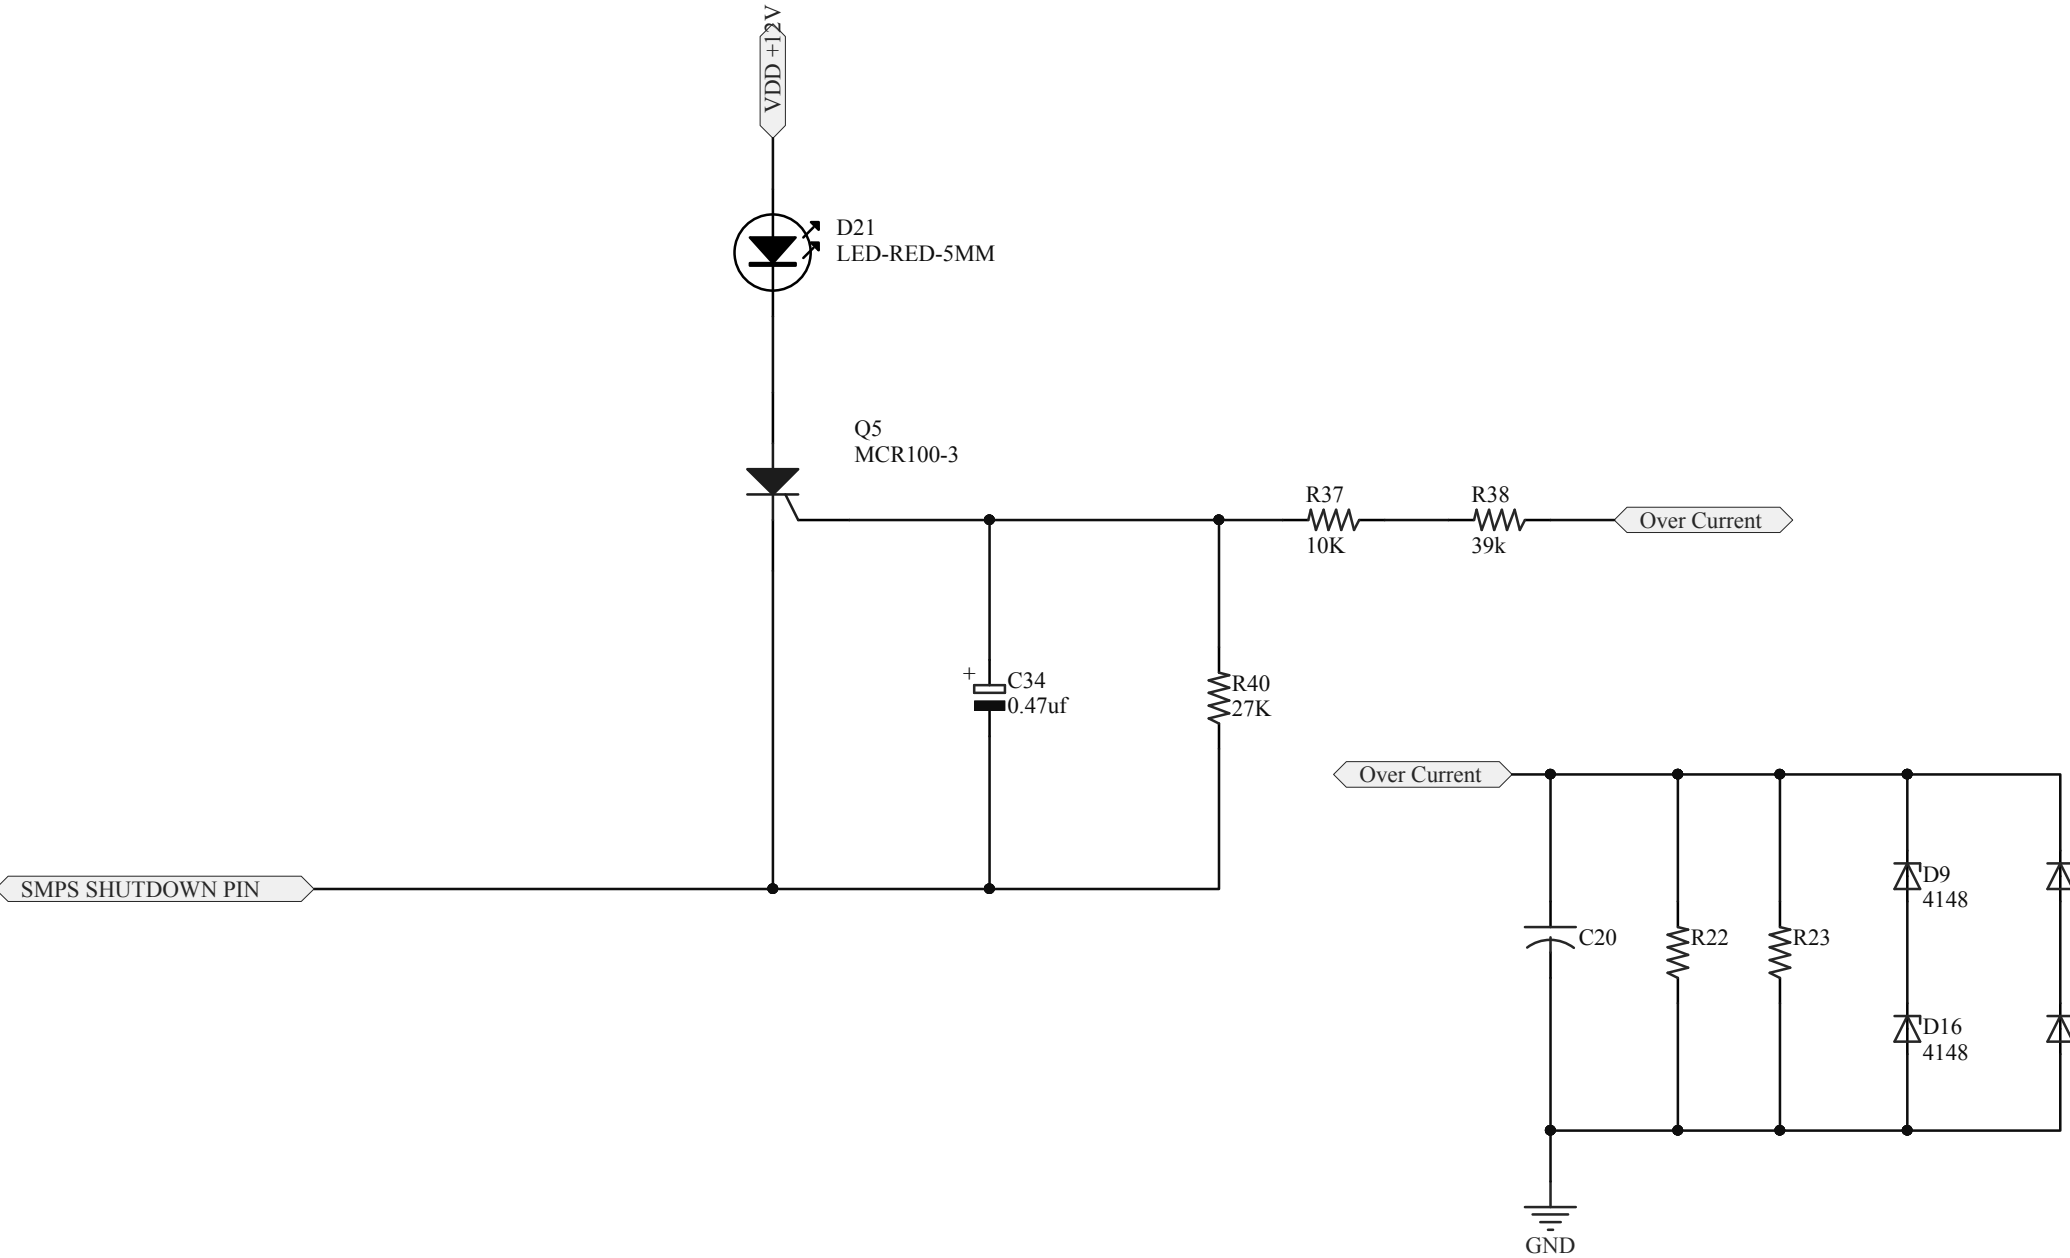 VDD +12V
D21
LED-RED-5MM
Q5
MCR100-3
R37
10K
R38
39k
Over Current
+
C34
0.47uf
R40
27K
Over Current
SMPS SHUTDOWN PIN
D9
4148
C20
R22
R23
D16
4148
GND